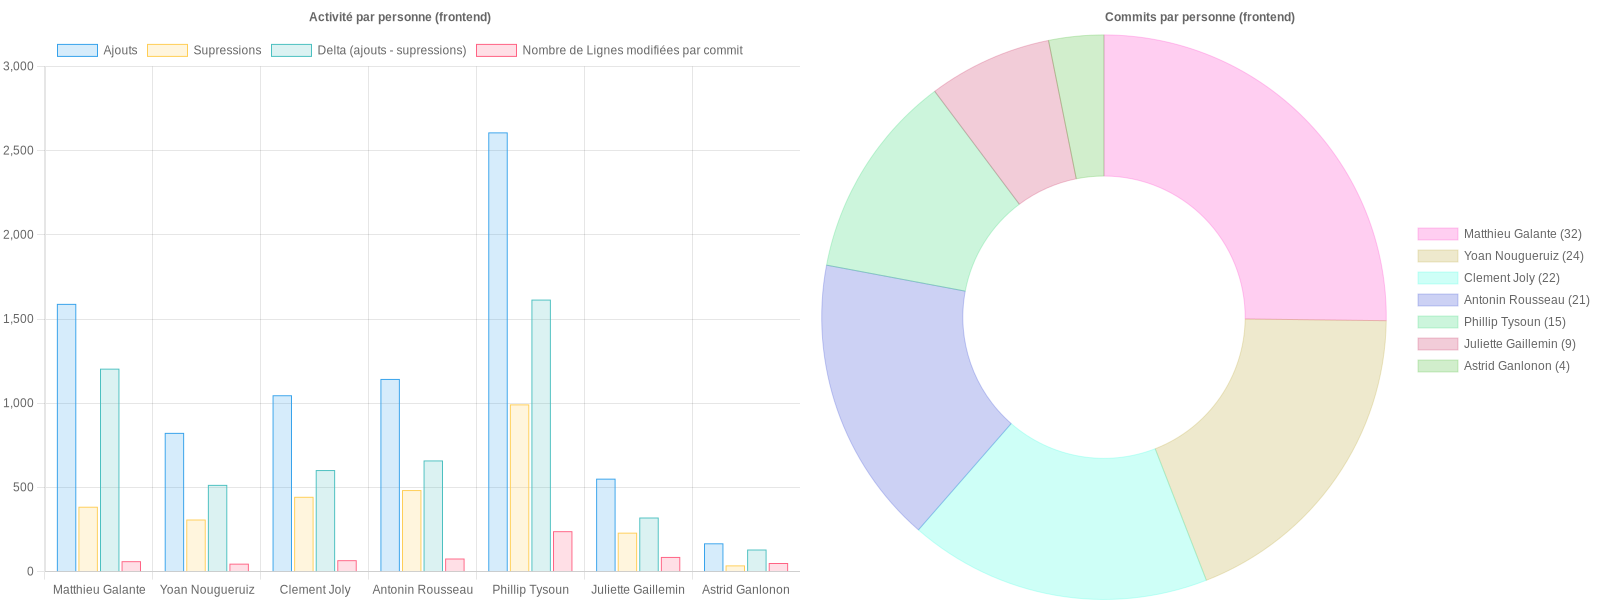 Activité par personne (frontend)
Ajouts Supressions Delta (ajouts - supressions) Nombre de Lignes modifiées par commit
3,000
2,500
2,000
1,500
1,000
500
0
Matthieu Galante Yoan Nougueruiz Clement Joly Antonin Rousseau Phillip Tysoun Juliette Gaillemin Astrid Ganlonon
Commits par personne (frontend)
Matthieu Galante (32)
Yoan Nougueruiz (24)
Clement Joly (22)
Antonin Rousseau (21)
Phillip Tysoun (15)
Juliette Gaillemin (9)
Astrid Ganlonon (4)